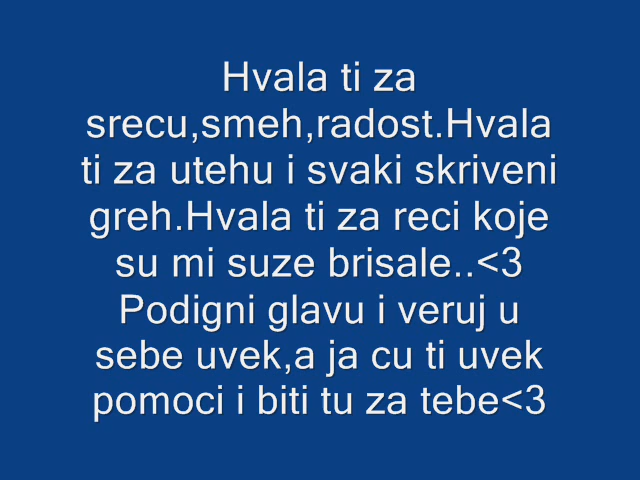 Hvala ti za
srecu,smeh,radost.Hvala
ti za utehu i svaki skriveni
greh.Hvala ti za reci koje
su mi suze brisale..<3
Podigni glavu i veruj u
sebe uvek,a ja cu ti uvek
pomoci i biti tu za tebe<3